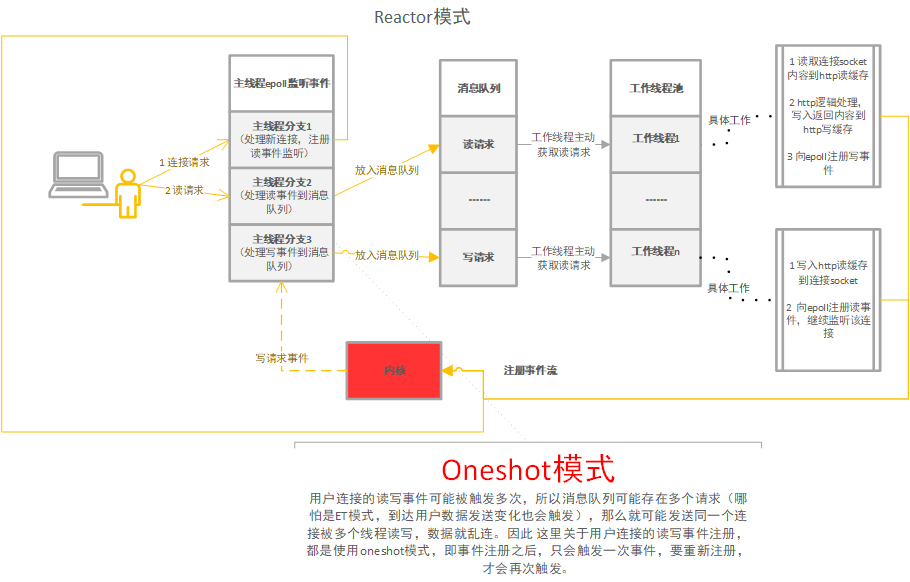 Reactor模式
主线程epoll监听事件
主线程分支1
（处理新连接，注册
读事件监听）
主线程分支2
（处理读事件到消息
队列）
主线程分支3
（处理写事件到消息
队列）
1 连接请求
2 读请求
放入消息队列
放入消息队列
消息队列
读请求
------
写请求
工作线程主动
获取读请求
工作线程主动
获取读请求
工作线程池
工作线程1
------
工作线程n
具体工作
具体工作
1 读取连接socket
内容到http读缓存
2 http逻辑处理，
写入返回内容到
http写缓存
3 向epoll注册写事
件
1 写入http读缓存
到连接socket
2 向epoll注册读事
件，继续监听该连
接
写请求事件
内核
注册事件流
Oneshot模式
用户连接的读写事件可能被触发多次，所以消息队列可能存在多个请求（哪
怕是ET模式，到达用户数据发送变化也会触发），那么就可能发送同一个连
接被多个线程读写，数据就乱连。因此 这里关于用户连接的读写事件注册，
都是使用oneshot模式，即事件注册之后，只会触发一次事件，要重新注册，
才会再次触发。